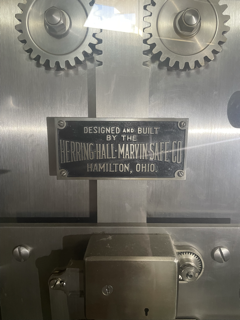 DESIGNED AND BUILT
BY THE
HERRING-HALL-MARVIN-SAFE CO
HAMILTON, OHIO.